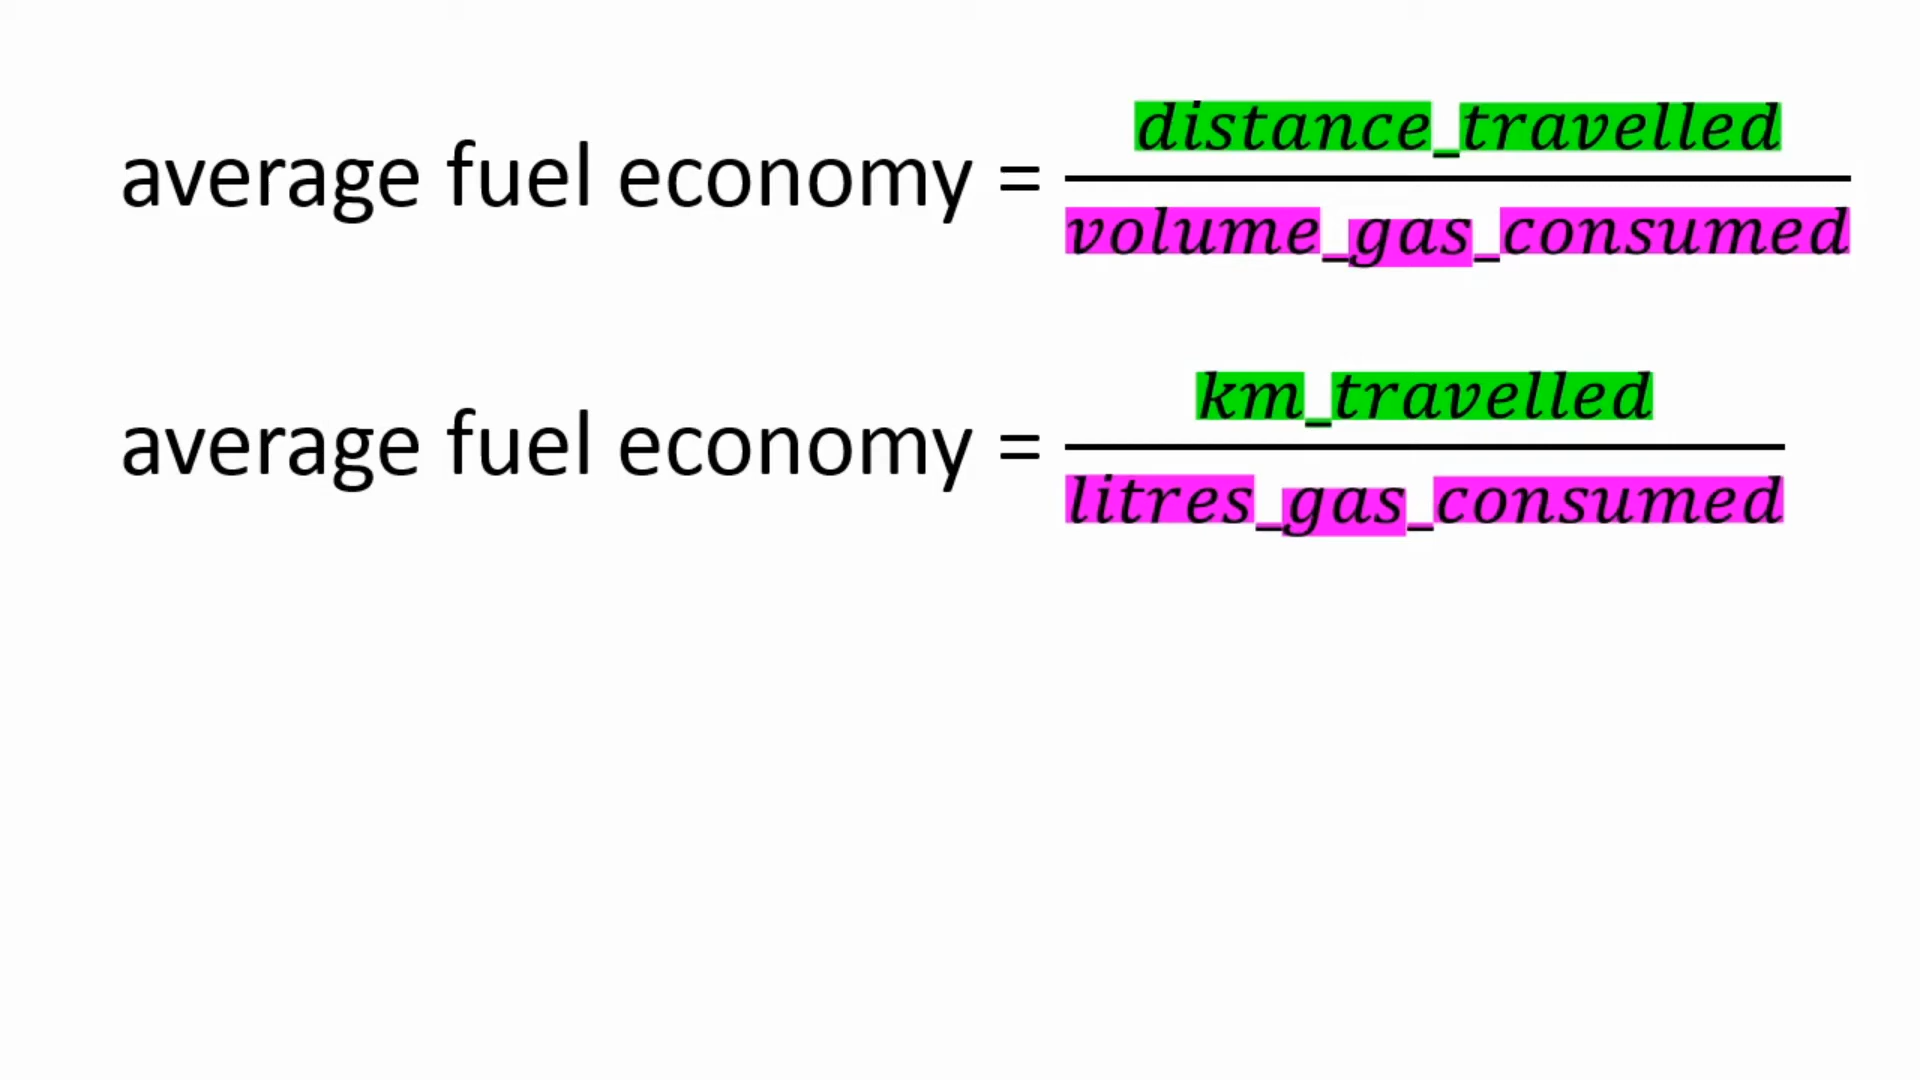 average fuel economy = distance_travelled
volume_gas_consumed
average fuel economy = km_travelled
litres_gas_consumed